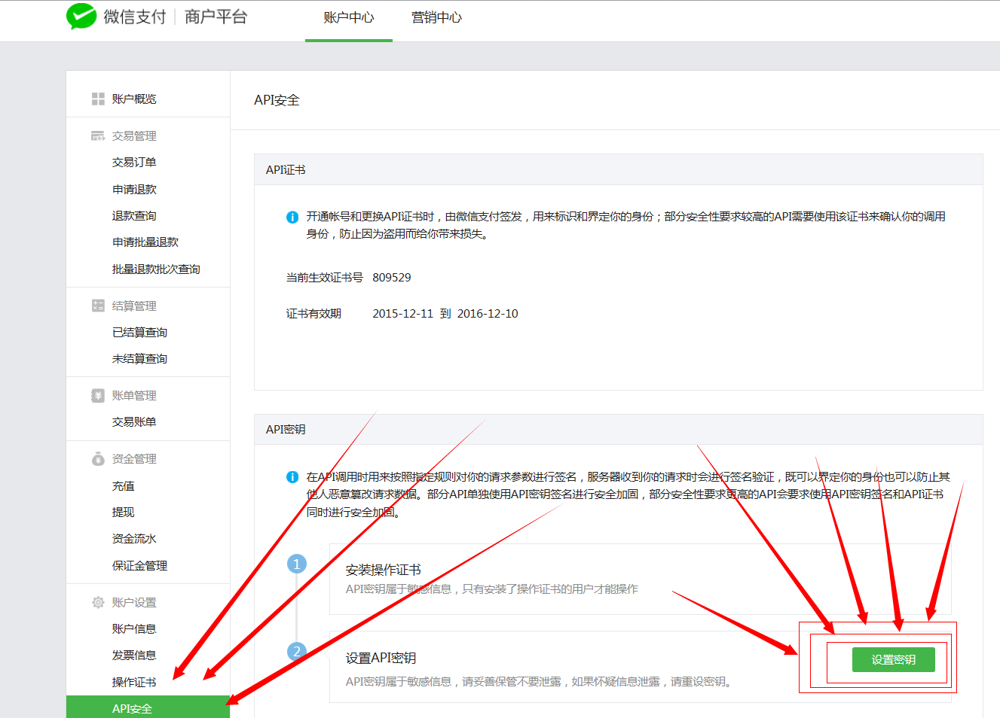 微信支付 商户平台
账户中心 营销中心
账户概览
交易管理
交易订单
申请退款
退款查询
申请批量退款
批量退款批次查询
结算管理
已结算查询
未结算查询
账单管理
交易账单
资金管理
充值
提现
资金流水
保证金管理
账户设置
账户信息
发票信息
操作证书
API安全
API安全
API证书
开通帐号和更换API证书时，由微信支付签发，用来标识和界定你的身份；部分安全性要求较高的API需要使用该证书来确认你的调用
身份，防止因为盗用而给你带来损失。
当前生效证书号 809529
证书有效期 2015-12-11 到 2016-12-10
API密钥
在API调用时用来按照指定规则对你的请求参数进行签名，服务器收到你的请求时会进行签名验证，既可以界定你的身份也可以防止其
他人恶意篡改请求数据。部分API单独使用API密钥签名进行安全加固，部分安全性要求更高的API会要求使用API密钥签名和API证书
同时进行安全加固。
1
安装操作证书
API密钥属于敏感信息，只有安装了操作证书的用户才能操作
2
设置API密钥
API密钥属于敏感信息，请妥善保管不要泄露，如果怀疑信息泄露，请重设密钥。
设置密钥